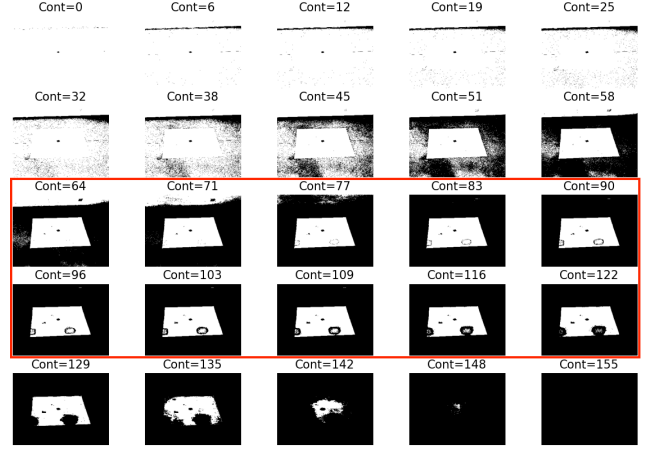 Cont=0 Cont=6 Cont=12 Cont=19 Cont=25
Cont=32 Cont=38 Cont=45 Cont=51 Cont=58
Cont=64 Cont=71 Cont=77 Cont=83 Cont=90
Cont=96 Cont=103 Cont=109 Cont=116 Cont=122
Cont=129 Cont=135 Cont=142 Cont=148 Cont=155